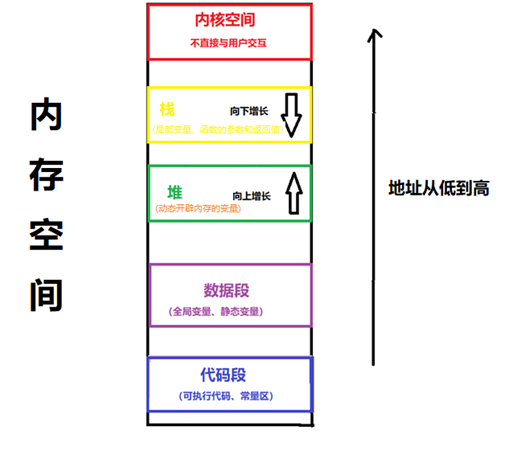 内存空间
内核空间
不直接与用户交互
栈
向下增长
(局部变量、函数的参数和返回值)
堆
向上增长
(动态开辟内存的变量)
数据段
(全局变量、静态变量)
代码段
(可执行代码、常量区)
地址从低到高